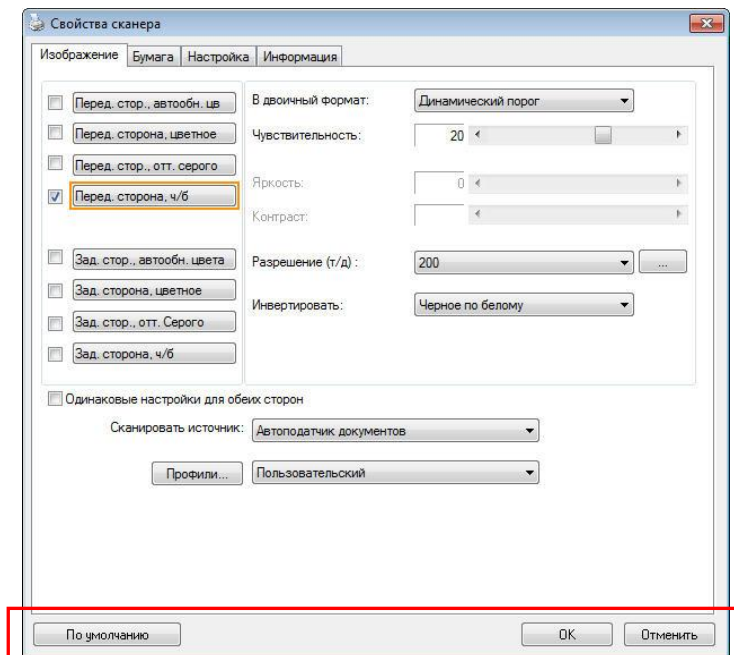 Свойства сканера
Изображение Бумага Настройка Информация
Перед. стор., автообн. цв
Перед. сторона, цветное
Перед. стор., отт. серого
Перед. сторона, ч/б
Зад. стор., автообн. цвета
Зад. сторона, цветное
Зад. стор., отт. Серого
Зад. сторона, ч/б
В двоичный формат: Динамический порог
Чувствительность: 20
Яркость: 0
Контраст:
Разрешение (т/д) : 200 ...
Инвертировать: Черное по белому
Одинаковые настройки для обеих сторон
Сканировать источник: Автоподатчик документов
Профили... Пользовательский
По умолчанию OK Отменить